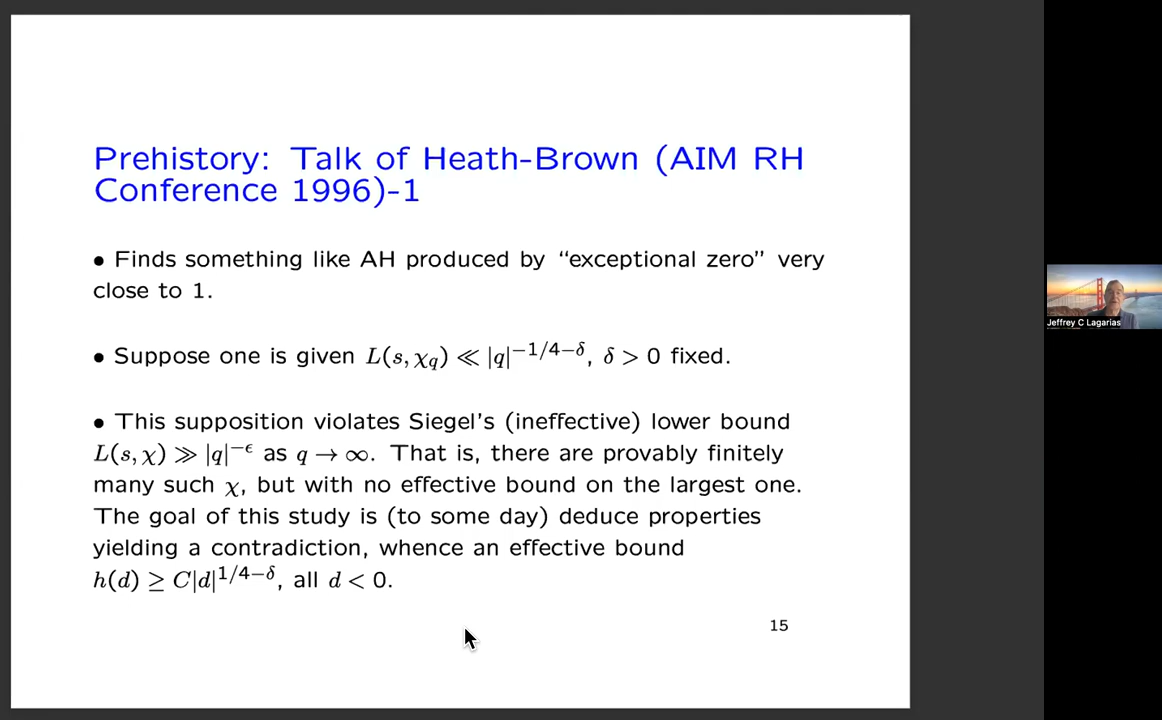 Prehistory: Talk of Heath-Brown (AIM RH
Conference 1996)-1
• Finds something like AH produced by “exceptional zero” very
close to 1.
• Suppose one is given L(s, χ_q) ≪ |q|^{−1/4−δ}, δ > 0 fixed.
• This supposition violates Siegel’s (ineffective) lower bound
L(s, χ) ≫ |q|^{−ϵ} as q → ∞. That is, there are provably finitely
many such χ, but with no effective bound on the largest one.
The goal of this study is (to some day) deduce properties
yielding a contradiction, whence an effective bound
h(d) ≥ C|d|^{1/4−δ}, all d < 0.
15
Jeffrey C Lagarias